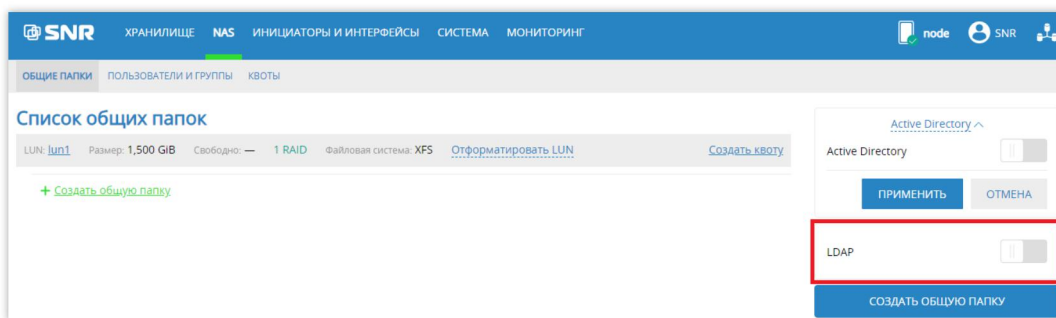 SNR ХРАНИЛИЩЕ NAS ИНИЦИАТОРЫ И ИНТЕРФЕЙСЫ СИСТЕМА МОНИТОРИНГ node SNR
ОБЩИЕ ПАПКИ ПОЛЬЗОВАТЕЛИ И ГРУППЫ КВОТЫ
Список общих папок
LUN: lun1 Размер: 1,500 GiB Свободно: — 1 RAID Файловая система: XFS Отформатировать LUN Создать квоту
+ Создать общую папку
Active Directory
Active Directory
ПРИМЕНИТЬ ОТМЕНА
LDAP
СОЗДАТЬ ОБЩУЮ ПАПКУ